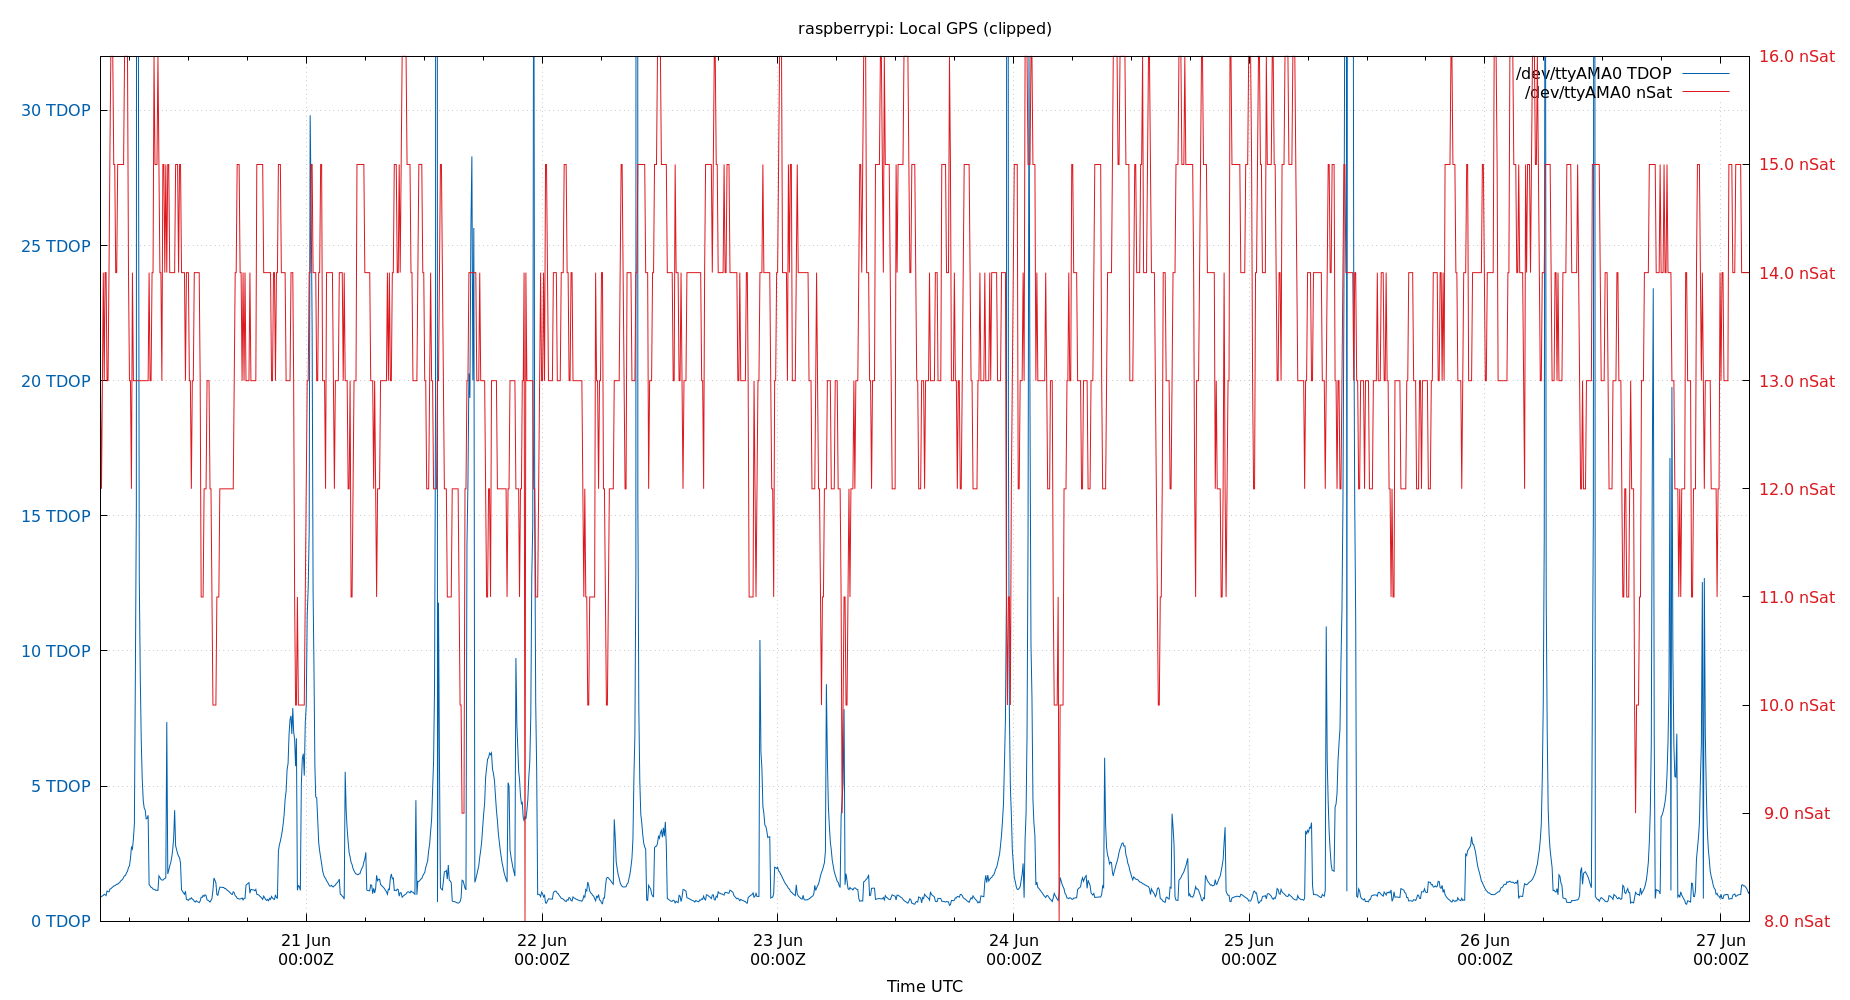 raspberrypi: Local GPS (clipped)
/dev/ttyAMA0 TDOP
/dev/ttyAMA0 nSat
30 TDOP
25 TDOP
20 TDOP
15 TDOP
10 TDOP
5 TDOP
0 TDOP
16.0 nSat
15.0 nSat
14.0 nSat
13.0 nSat
12.0 nSat
11.0 nSat
10.0 nSat
9.0 nSat
8.0 nSat
21 Jun
00:00Z
22 Jun
00:00Z
23 Jun
00:00Z
24 Jun
00:00Z
25 Jun
00:00Z
26 Jun
00:00Z
27 Jun
00:00Z
Time UTC